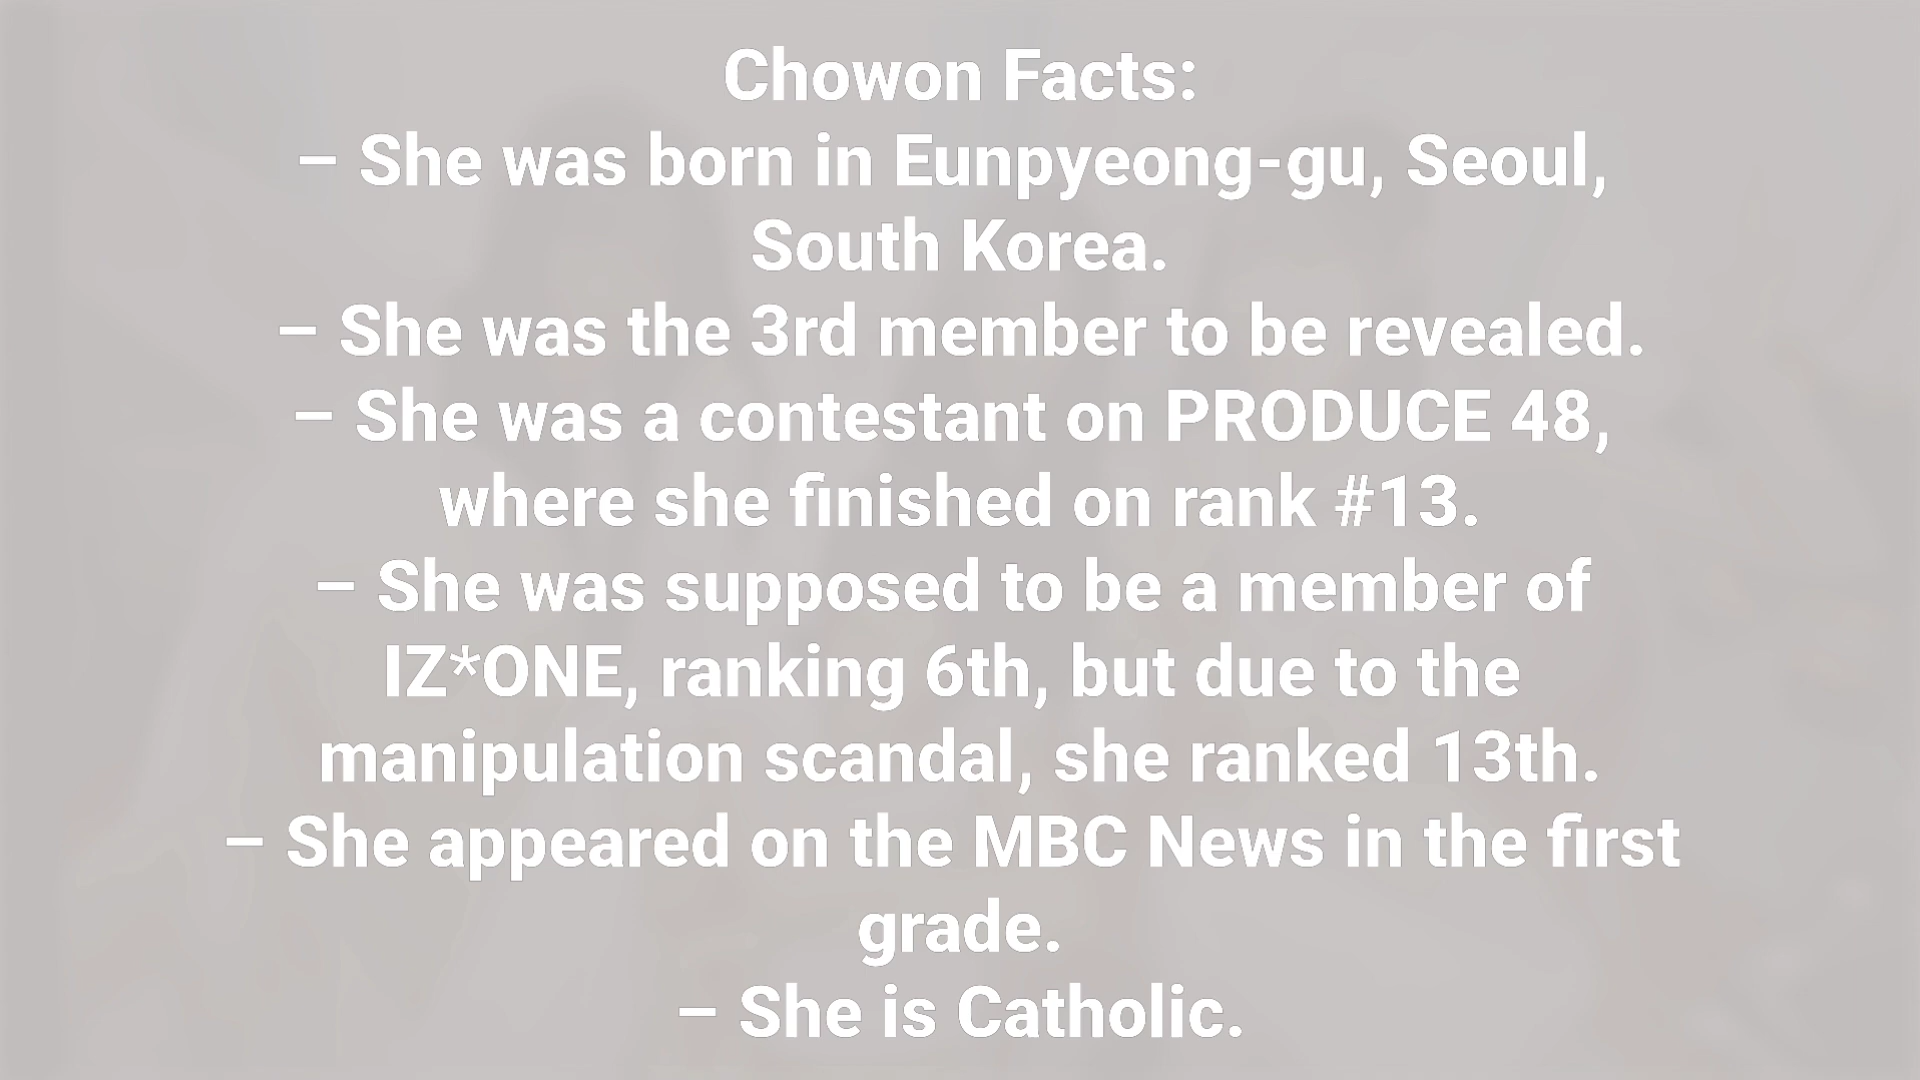 Chowon Facts:
– She was born in Eunpyeong-gu, Seoul,
South Korea.
– She was the 3rd member to be revealed.
– She was a contestant on PRODUCE 48,
where she finished on rank #13.
– She was supposed to be a member of
IZ*ONE, ranking 6th, but due to the
manipulation scandal, she ranked 13th.
– She appeared on the MBC News in the first
grade.
– She is Catholic.